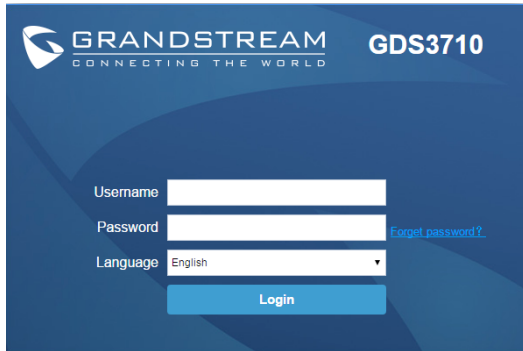 GRANDSTREAM GDS3710
CONNECTING THE WORLD
Username
Password
Forget password?
Language English
Login